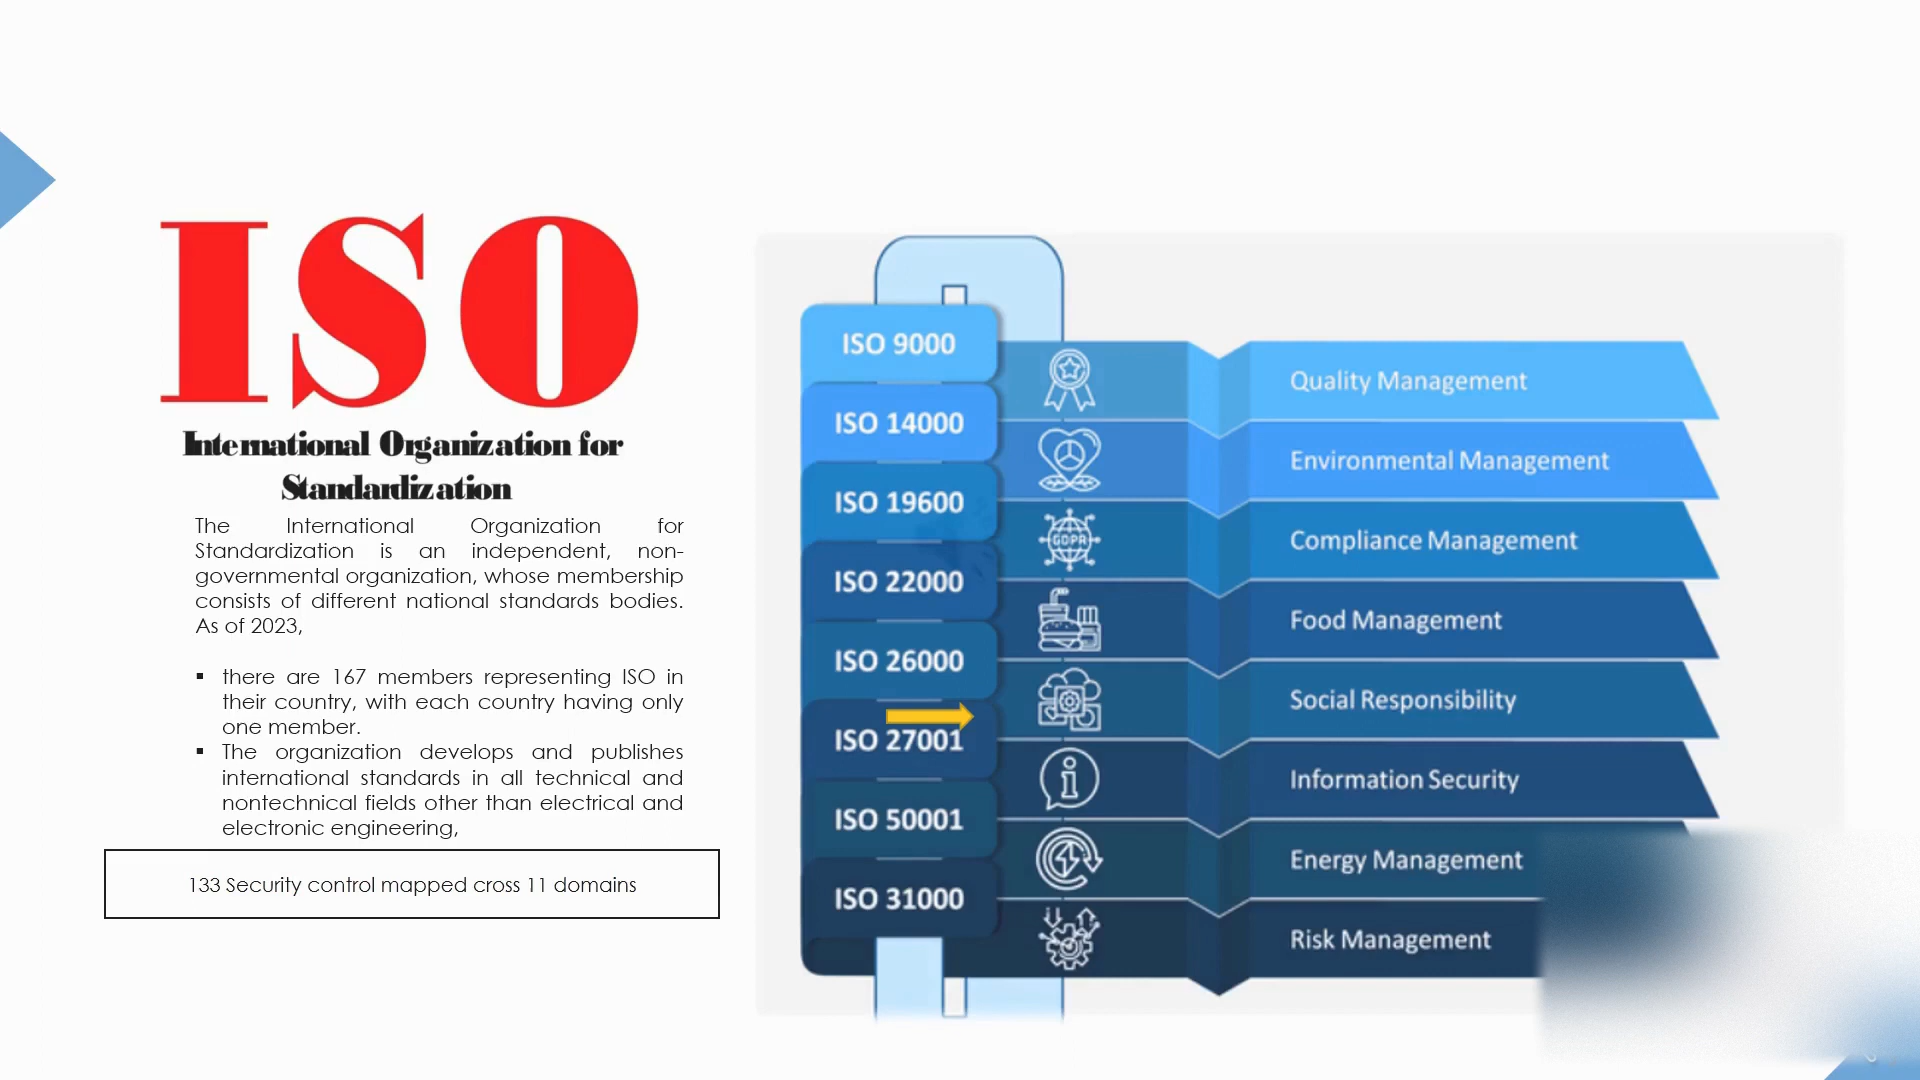 ISO
International Organization for
Standardization
The International Organization for
Standardization is an independent, non-
governmental organization, whose membership
consists of different national standards bodies.
As of 2023,
▪ there are 167 members representing ISO in
their country, with each country having only
one member.
▪ The organization develops and publishes
international standards in all technical and
nontechnical fields other than electrical and
electronic engineering,
133 Security control mapped cross 11 domains
ISO 9000
Quality Management
ISO 14000
Environmental Management
ISO 19600
GDPR
Compliance Management
ISO 22000
Food Management
ISO 26000
Social Responsibility
ISO 27001
Information Security
ISO 50001
Energy Management
ISO 31000
Risk Management